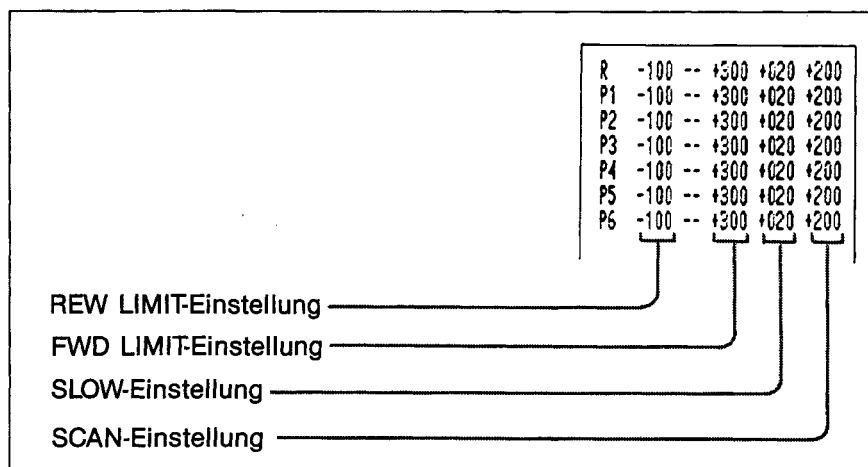 R -100 -- +300 +020 +200
P1 -100 -- +300 +020 +200
P2 -100 -- +300 +020 +200
P3 -100 -- +300 +020 +200
P4 -100 -- +300 +020 +200
P5 -100 -- +300 +020 +200
P6 -100 -- +300 +020 +200
REW LIMIT-Einstellung
FWD LIMIT-Einstellung
SLOW-Einstellung
SCAN-Einstellung